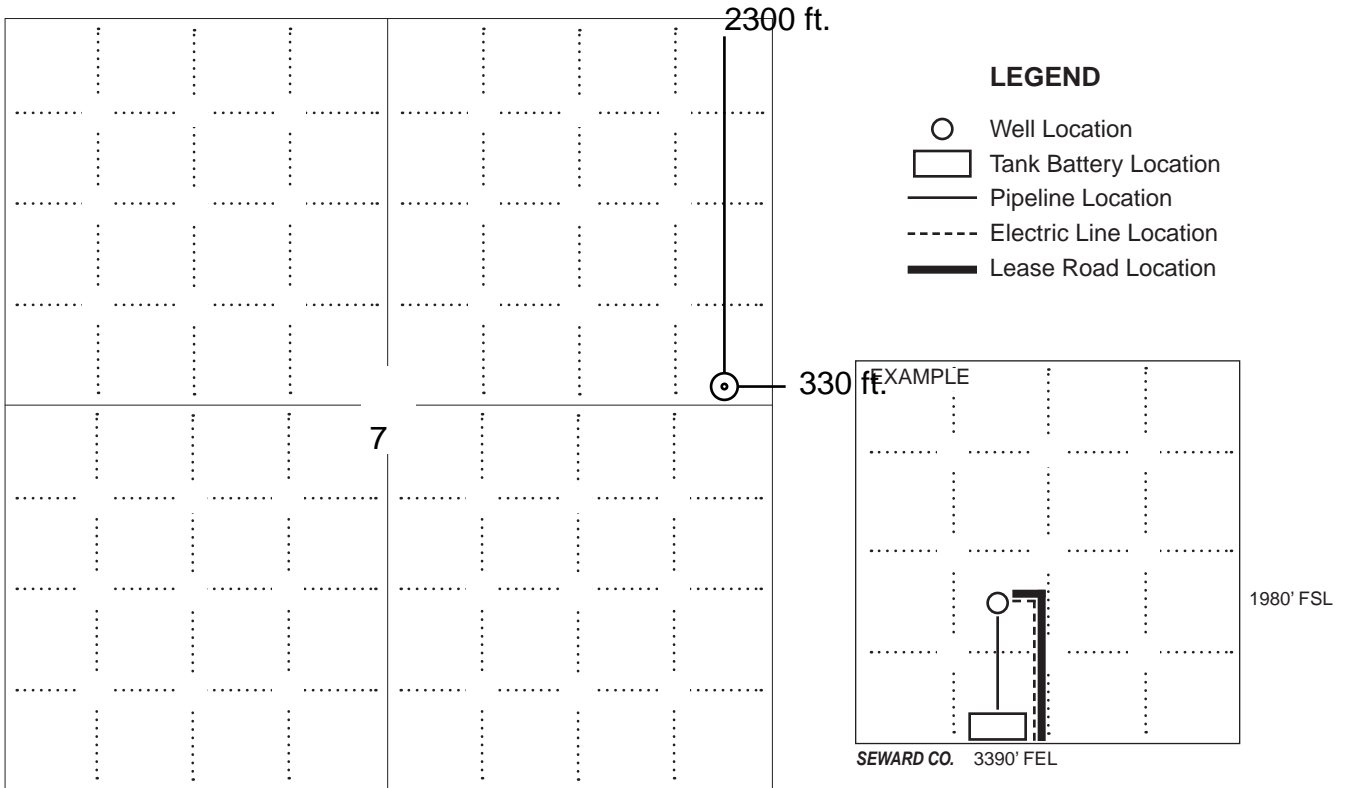 2300 ft.
LEGEND
Well Location
Tank Battery Location
Pipeline Location
Electric Line Location
Lease Road Location
330 ft.
EXAMPLE
7
1980' FSL
SEWARD CO. 3390' FEL